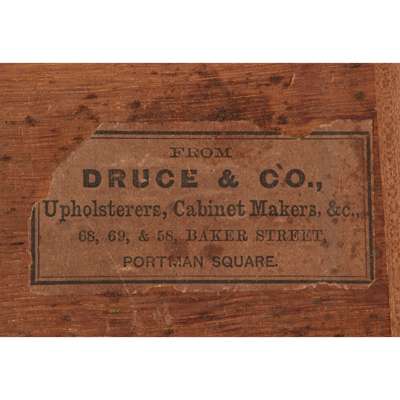 FROM
DRUCE & CO.,
Upholsterers, Cabinet Makers, &c.,
68, 69, & 58, BAKER STREET,
PORTMAN SQUARE.